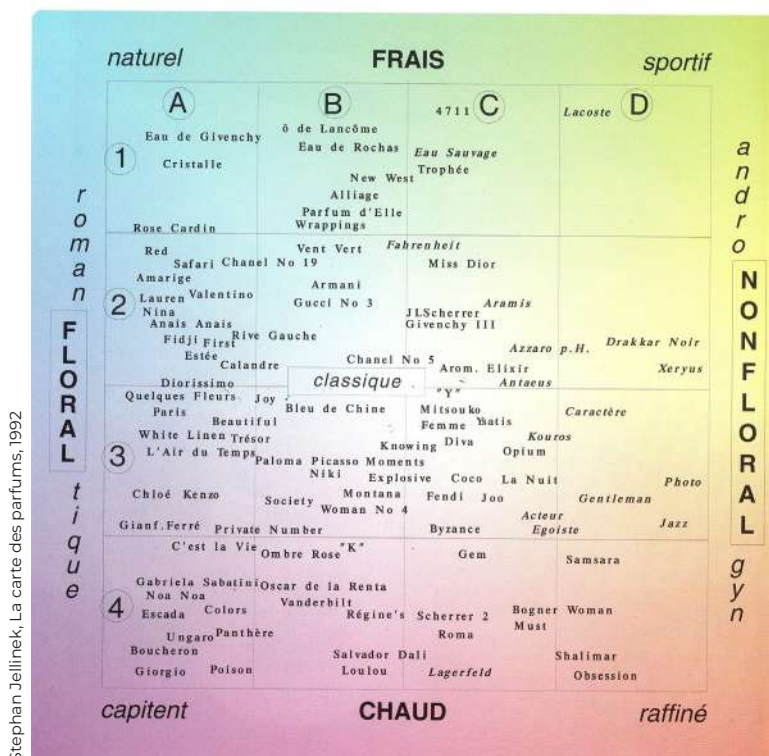 naturel FRAIS sportif
A B C D
4711 Lacoste
ô de Lancôme
Eau de Givenchy
Eau de Rochas
Eau Sauvage
1
Cristalle
Trophée
New West
Alliage
Parfum d'Elle
Wrappings
Rose Cardin
Red Vent Vert Fahrenheit
Safari Chanel No 19 Miss Dior
Amarige
Armani
Lauren Valentino
2
Gucci No 3 Aramis
Nina JLScherrer
Anais Anais Givenchy III
Fidji First Rive Gauche
Azzaro p.H. Drakkar Noir
Estée
Calandre Chanel No 5 Arom. Elixir Xeryus
Diorissimo classique Antaeus
Quelques Fleurs Joy "Y"
Paris Bleu de Chine Mitsouko Caractère
Beautiful Femme Ysatis
White Linen Trésor Knowing Diva Kouros
L'Air du Temps Opium
3
Paloma Picasso Moments
Niki Explosive Coco La Nuit Photo
Chloé Kenzo Society Montana Fendi Joo Gentleman
Woman No 4 Acteur
Gianf.Ferré Private Number Byzance Egoiste Jazz
C'est la Vie Ombre Rose "K" Gem Samsara
Gabriela Sabatini Oscar de la Renta
Noa Noa Vanderbilt
4
Escada Colors Régine's Scherrer 2 Bogner Woman
Ungaro Panthère Roma Must
Boucheron Salvador Dali Shalimar
Giorgio Poison Loulou Lagerfeld Obsession
capitent CHAUD raffiné
roman FLORAL tique
andro NONFLORAL gyn
Stephan Jellinek, La carte des parfums, 1992